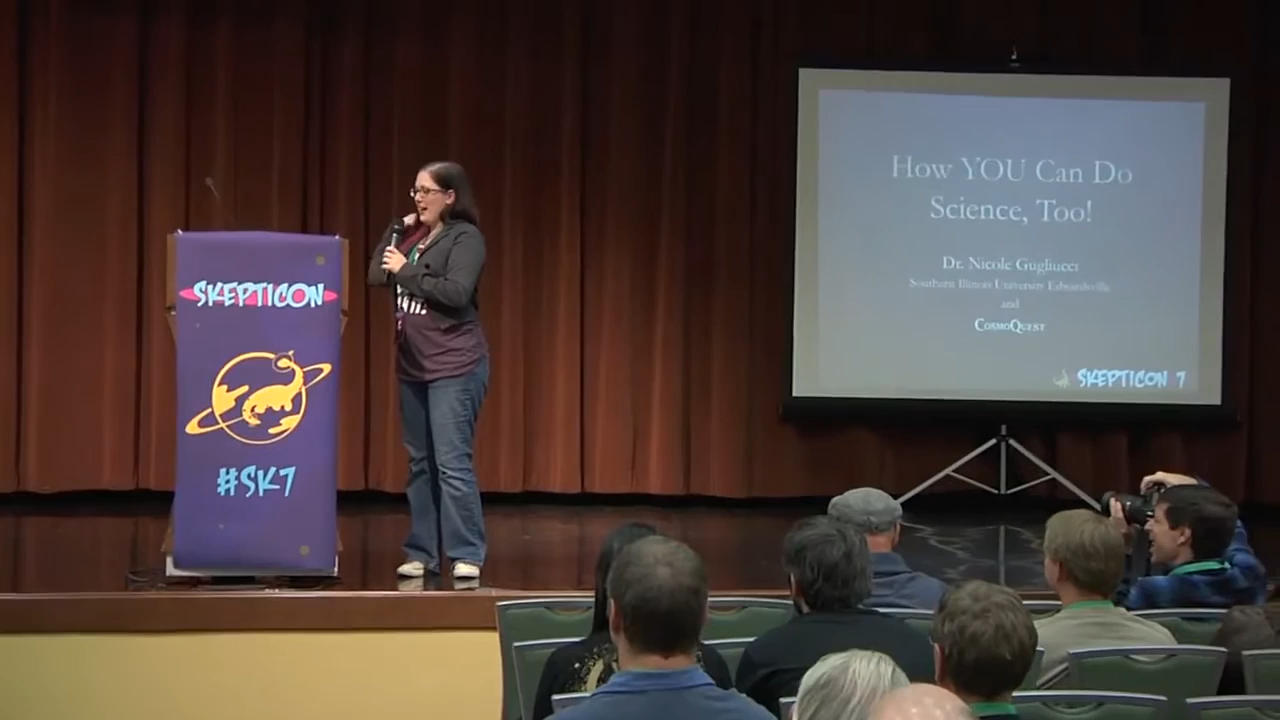 SKEPTICON
#SK7
How YOU Can Do
Science, Too!
Dr. Nicole Gugliucci
Southern Illinois University Edwardsville
and
COSMOQUEST
SKEPTICON 7